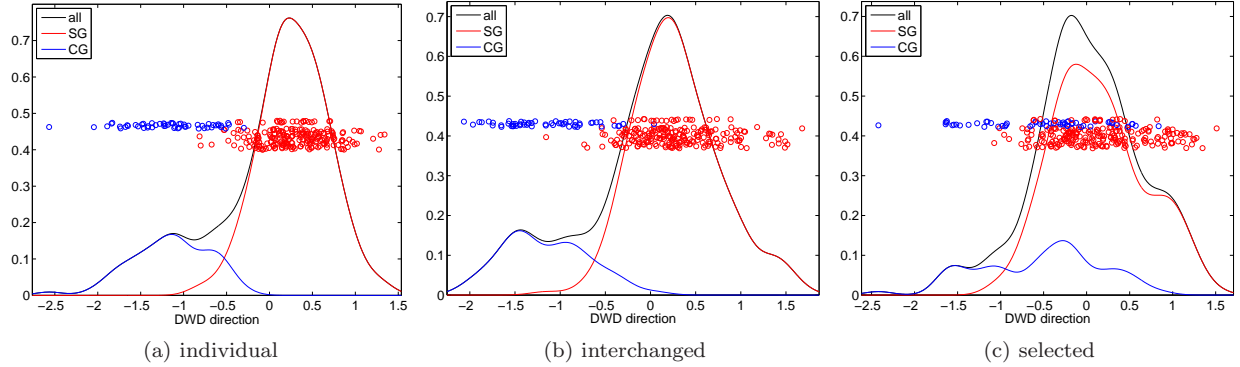 all
SG
CG
0.7
0.6
0.5
0.4
0.3
0.2
0.1
0
−2.5 −2 −1.5 −1 −0.5 0 0.5 1 1.5
DWD direction
(a) individual
all
SG
CG
0.7
0.6
0.5
0.4
0.3
0.2
0.1
0
−2 −1.5 −1 −0.5 0 0.5 1 1.5
DWD direction
(b) interchanged
all
SG
CG
0.7
0.6
0.5
0.4
0.3
0.2
0.1
0
−2.5 −2 −1.5 −1 −0.5 0 0.5 1 1.5
DWD direction
(c) selected